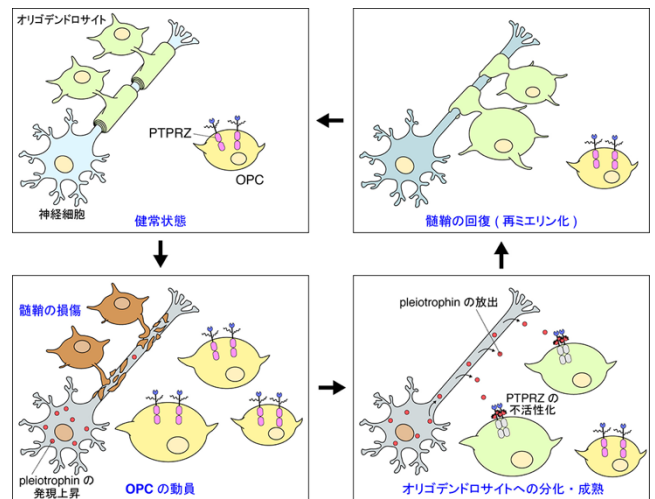 オリゴデンドロサイト
PTPRZ
OPC
神経細胞
健常状態
髄鞘の回復 ( 再ミエリン化 )
髄鞘の損傷
pleiotrophin の
発現上昇
OPC の動員
pleiotrophin の放出
PTPRZ の
不活性化
オリゴデンドロサイトへの分化・成熟